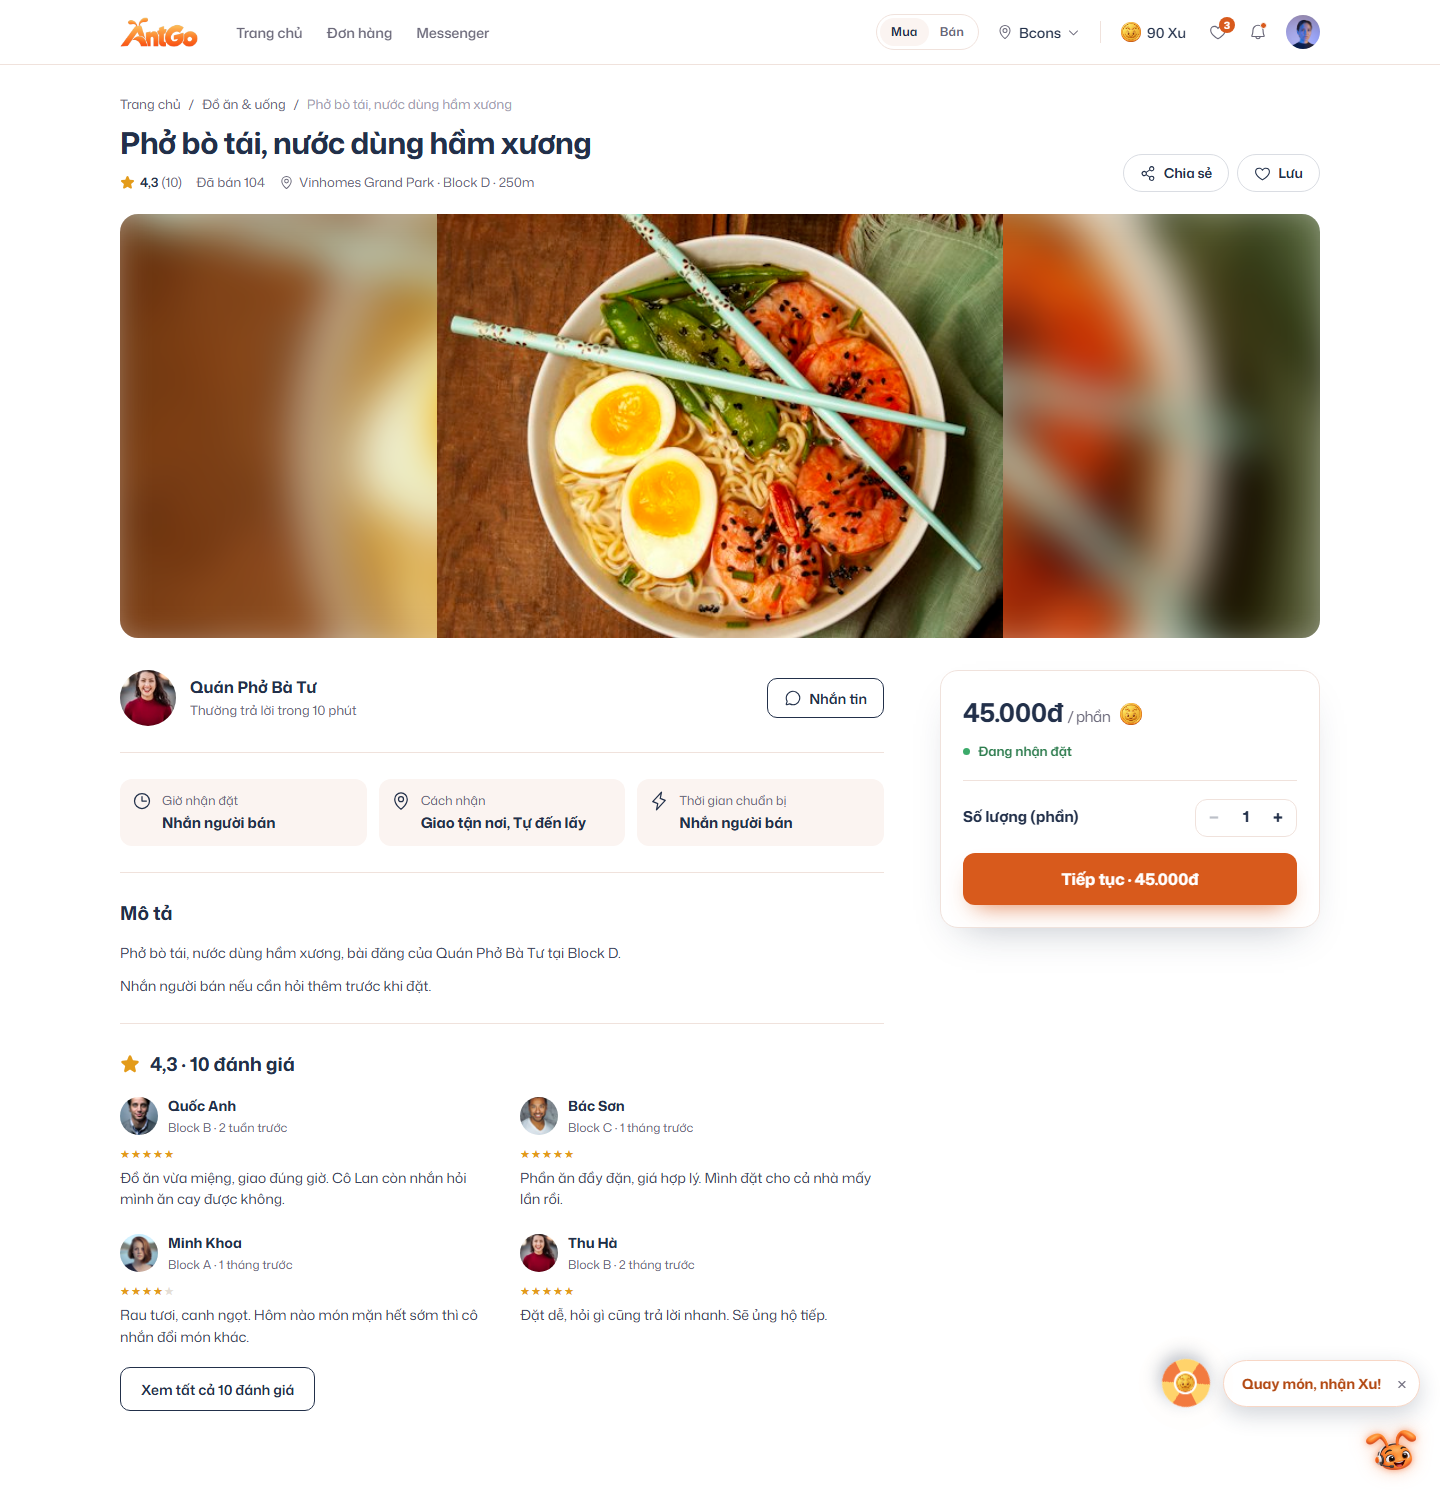 AntGo
Trang chủ
Đơn hàng
Messenger
Mua
Bán
Bcons
90 Xu
3
Trang chủ / Đồ ăn & uống / Phở bò tái, nước dùng hầm xương
Phở bò tái, nước dùng hầm xương
4,3 (10) Đã bán 104 Vinhomes Grand Park · Block D · 250m
Chia sẻ
Lưu
Quán Phở Bà Tư
Thường trả lời trong 10 phút
Nhắn tin
45.000đ / phần
Đang nhận đặt
Số lượng (phần)
− 1 +
Tiếp tục · 45.000đ
Giờ nhận đặt
Nhắn người bán
Cách nhận
Giao tận nơi, Tự đến lấy
Thời gian chuẩn bị
Nhắn người bán
Mô tả
Phở bò tái, nước dùng hầm xương, bài đăng của Quán Phở Bà Tư tại Block D.
Nhắn người bán nếu cần hỏi thêm trước khi đặt.
4,3 · 10 đánh giá
Quốc Anh
Block B · 2 tuần trước
★★★★★
Đồ ăn vừa miệng, giao đúng giờ. Cô Lan còn nhắn hỏi
mình ăn cay được không.
Bác Sơn
Block C · 1 tháng trước
★★★★★
Phần ăn đầy đặn, giá hợp lý. Mình đặt cho cả nhà mấy
lần rồi.
Minh Khoa
Block A · 1 tháng trước
★★★★★
Rau tươi, canh ngọt. Hôm nào món mặn hết sớm thì cô
nhắn đổi món khác.
Thu Hà
Block B · 2 tháng trước
★★★★★
Đặt dễ, hỏi gì cũng trả lời nhanh. Sẽ ủng hộ tiếp.
Xem tất cả 10 đánh giá
Quay món, nhận Xu! ×